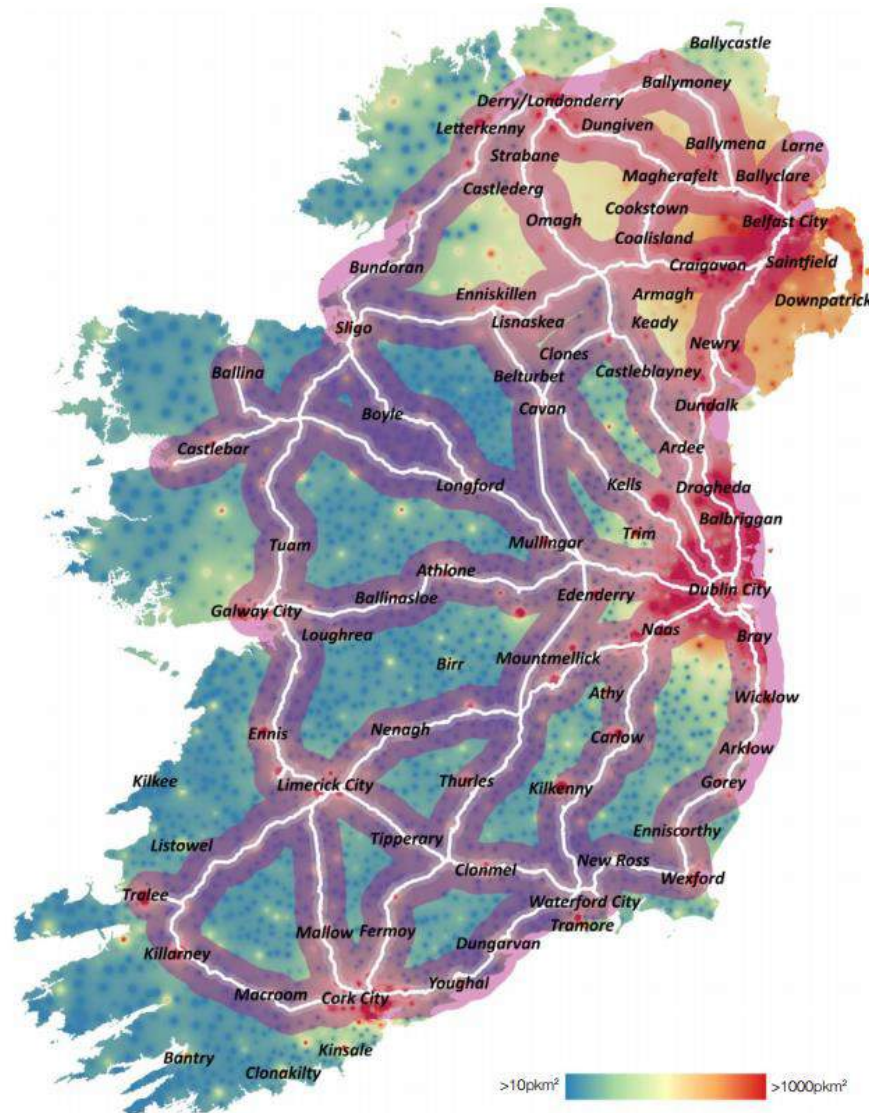 Ballycastle
Ballymoney
Derry/Londonderry
Letterkenny
Dungiven
Strabane
Ballymena
Larne
Magherafelt
Ballyclare
Castlederg
Cookstown
Omagh
Belfast City
Coalisland
Bundoran
Craigavon
Saintfield
Enniskillen
Armagh
Downpatrick
Sligo
Lisnaskea
Keady
Newry
Clones
Ballina
Belturbet
Castleblayney
Boyle
Cavan
Dundalk
Castlebar
Ardee
Longford
Kells
Drogheda
Balbriggan
Trim
Tuam
Mullingar
Athlone
Dublin City
Ballinasloe
Edenderry
Galway City
Loughrea
Naas
Bray
Birr
Mountmellick
Athy
Wicklow
Nenagh
Ennis
Carlow
Arklow
Kilkee
Limerick City
Thurles
Kilkenny
Gorey
Tipperary
Enniscorthy
Listowel
Clonmel
New Ross
Wexford
Tralee
Waterford City
Mallow
Fermoy
Tramore
Killarney
Dungarvan
Youghal
Macroom
Cork City
Kinsale
Bantry
Clonakilty
>10pkm²
>1000pkm²